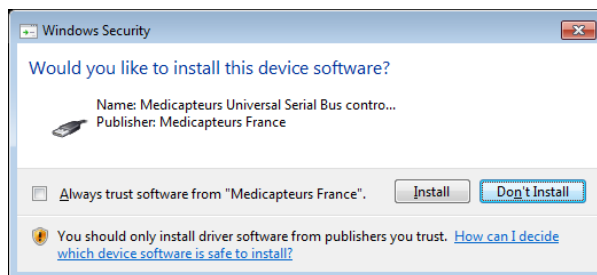 Windows Security
Would you like to install this device software?
Name: Medicapteurs Universal Serial Bus contro...
Publisher: Medicapteurs France
Always trust software from "Medicapteurs France".
Install
Don't Install
You should only install driver software from publishers you trust. How can I decide
which device software is safe to install?